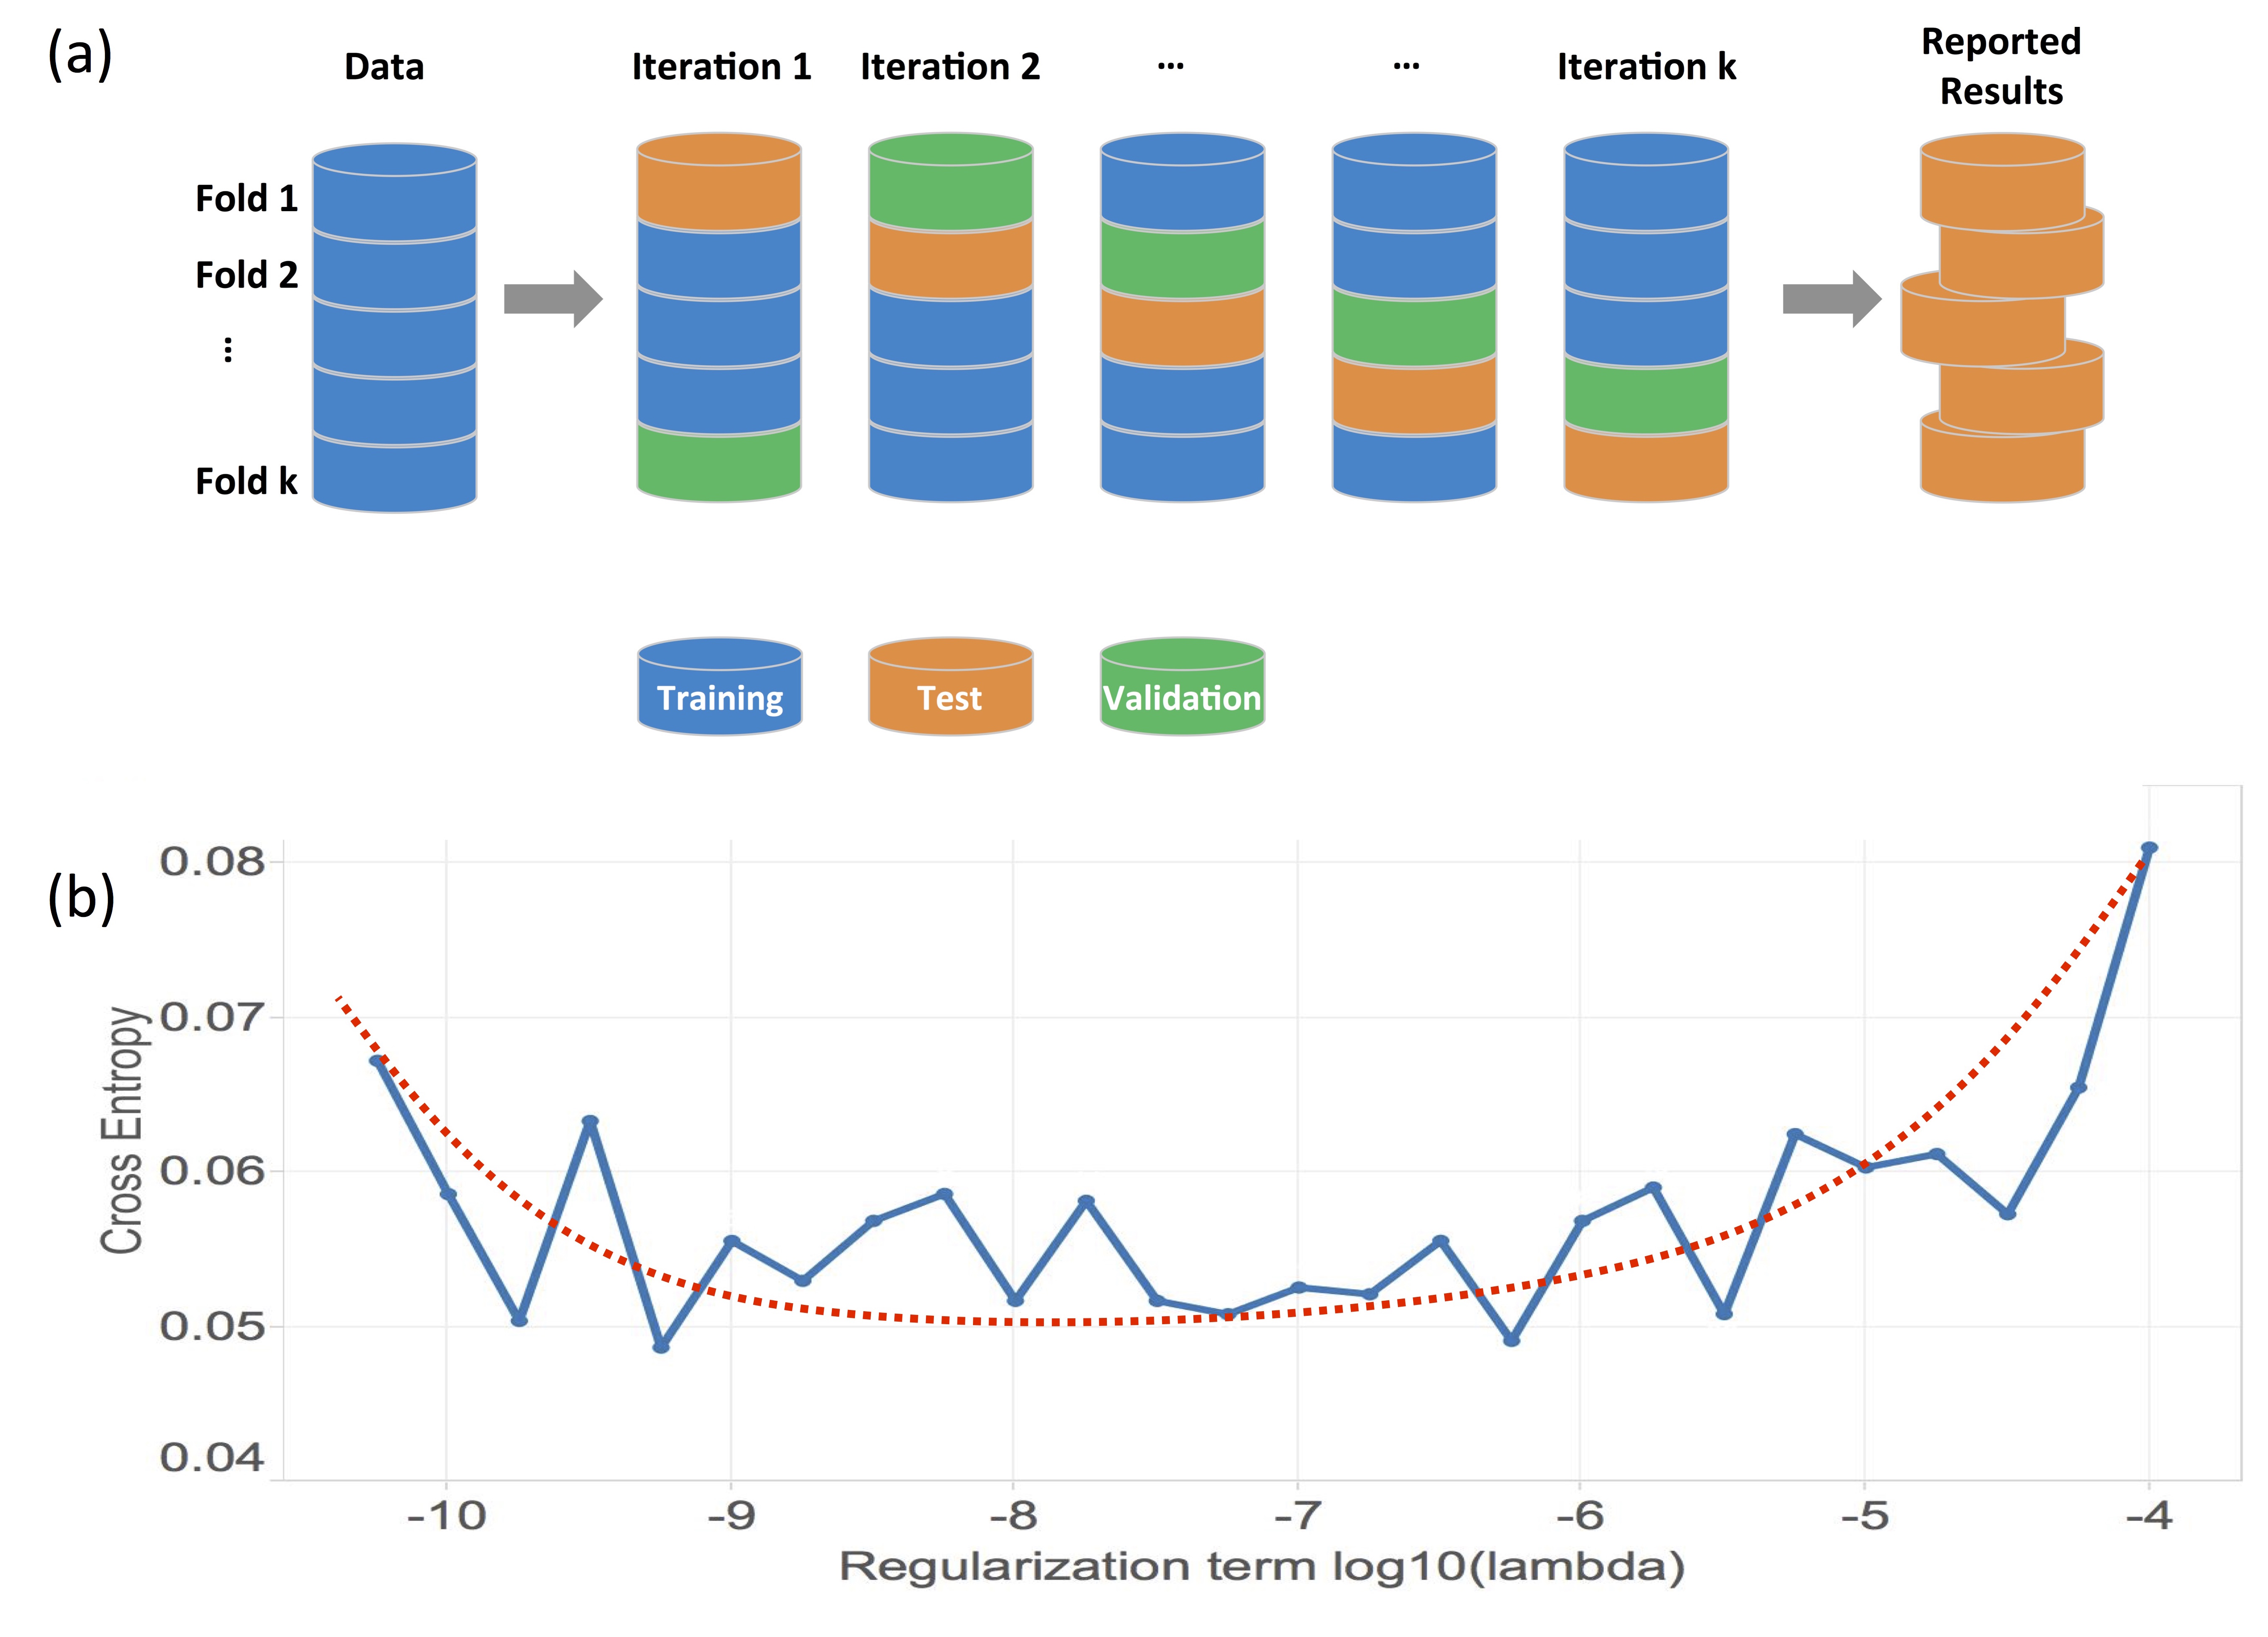 (a)
Data
Iteration 1
Iteration 2
...
...
Iteration k
Reported
Results
Fold 1
Fold 2
⋮
Fold k
Training
Test
Validation
(b)
0.08
0.07
0.06
0.05
0.04
Cross Entropy
-10
-9
-8
-7
-6
-5
-4
Regularization term log10(lambda)